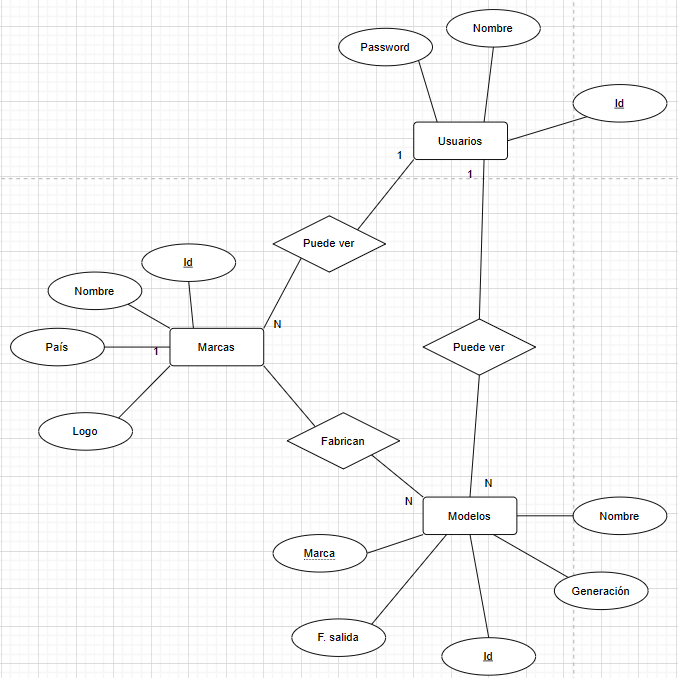 Nombre
Password
Id
Usuarios
1
1
Puede ver
Id
Nombre
N
País
1
Marcas
Puede ver
Logo
Fabrican
N
N
Modelos
Nombre
Marca
Generación
F. salida
Id